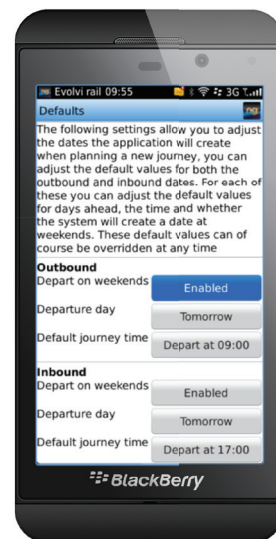 Evolvi rail 09:55 3G
Defaults
The following settings allow you to adjust
the dates the application will create
when planning a new journey, you can
adjust the default values for both the
outbound and inbound dates. For each of
these you can adjust the default values
for days ahead, the time and whether
the system will create a date at
weekends. These default values can of
course be overridden at any time
Outbound
Depart on weekends Enabled
Departure day Tomorrow
Default journey time Depart at 09:00
Inbound
Depart on weekends Enabled
Departure day Tomorrow
Default journey time Depart at 17:00
BlackBerry